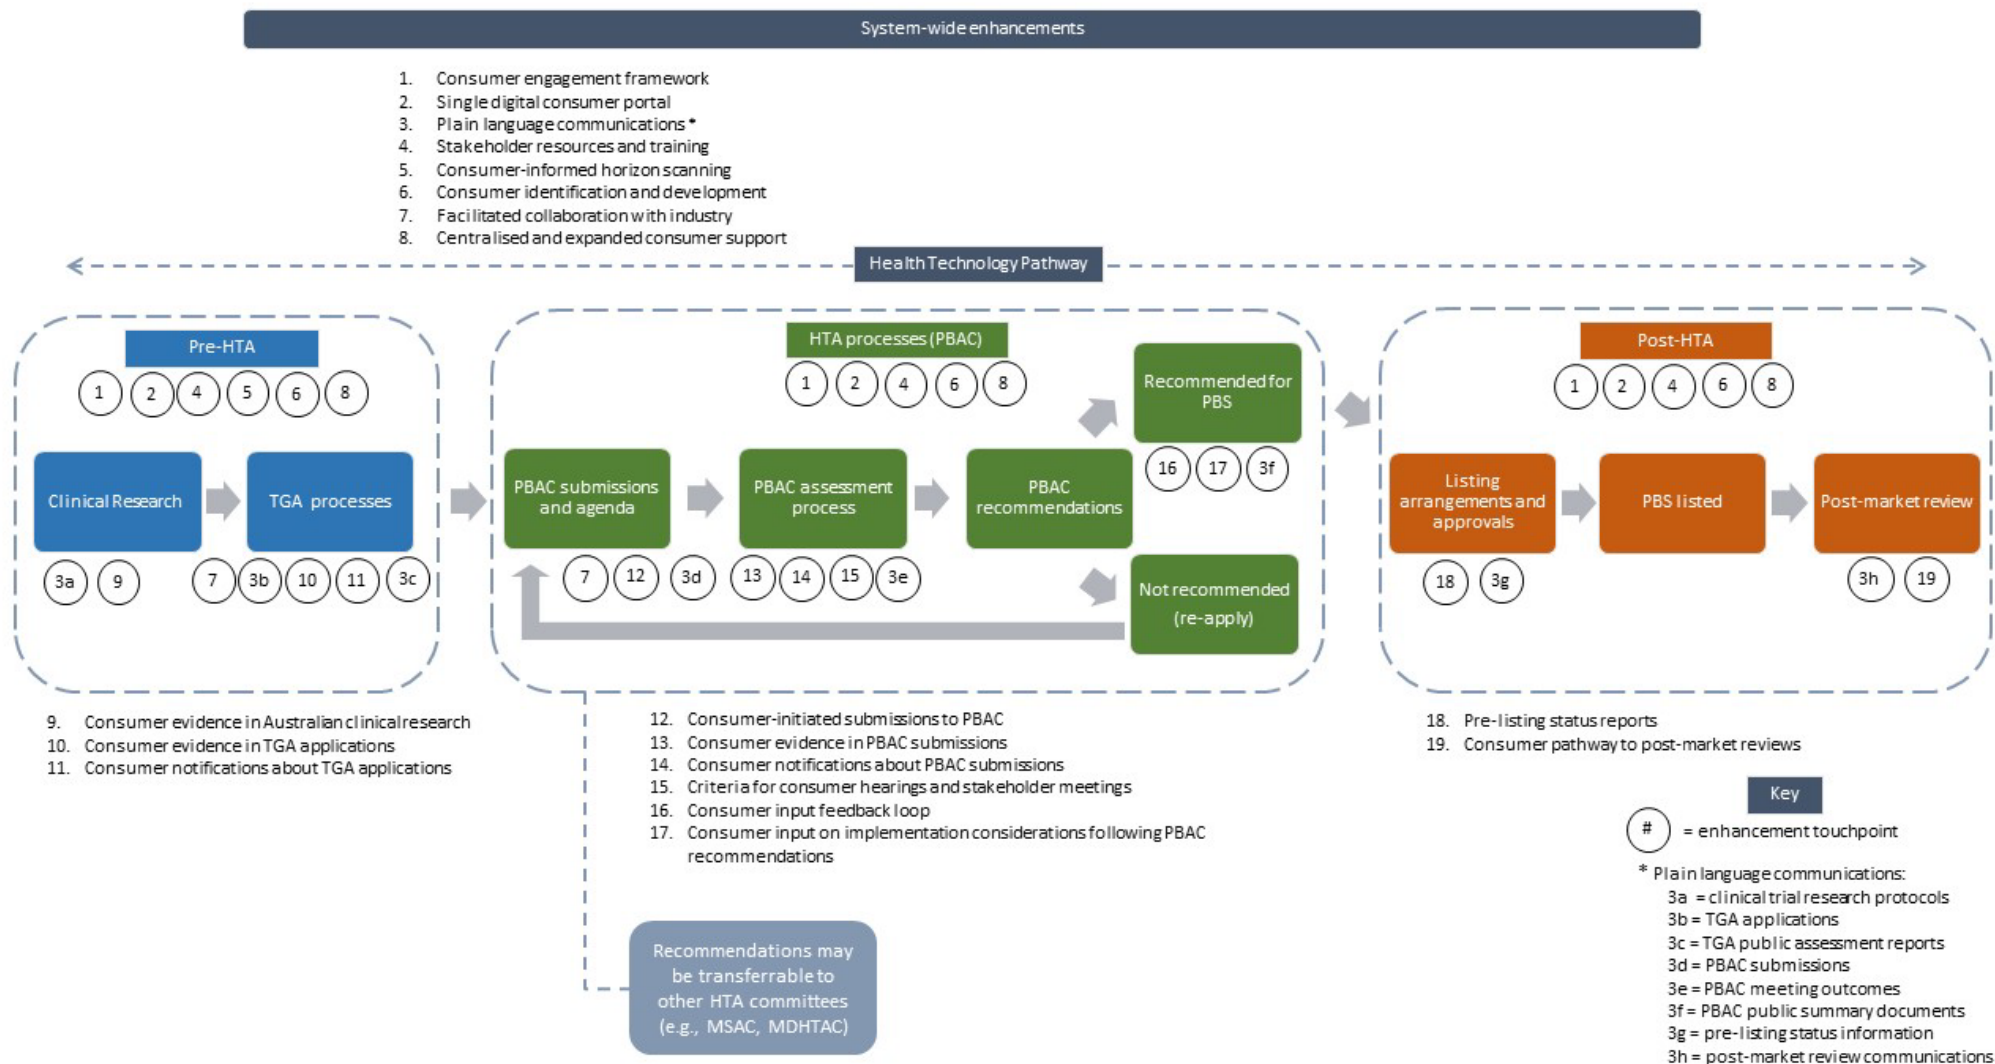 System-wide enhancements
1. Consumer engagement framework
2. Single digital consumer portal
3. Plain language communications *
4. Stakeholder resources and training
5. Consumer-informed horizon scanning
6. Consumer identification and development
7. Facilitated collaboration with industry
8. Centralised and expanded consumer support
Health Technology Pathway
Pre-HTA
1 2 4 5 6 8
Clinical Research
TGA processes
3a 9
7 3b 10 11 3c
9. Consumer evidence in Australian clinical research
10. Consumer evidence in TGA applications
11. Consumer notifications about TGA applications
HTA processes (PBAC)
1 2 4 6 8
PBAC submissions
and agenda
PBAC assessment
process
PBAC
recommendations
Recommended for
PBS
16 17 3f
Not recommended
(re-apply)
7 12 3d
13 14 15 3e
12. Consumer-initiated submissions to PBAC
13. Consumer evidence in PBAC submissions
14. Consumer notifications about PBAC submissions
15. Criteria for consumer hearings and stakeholder meetings
16. Consumer input feedback loop
17. Consumer input on implementation considerations following PBAC
recommendations
Recommendations may
be transferrable to
other HTA committees
(e.g., MSAC, MDHTAC)
Post-HTA
1 2 4 6 8
Listing
arrangements and
approvals
PBS listed
Post-market review
18 3g
3h 19
18. Pre-listing status reports
19. Consumer pathway to post-market reviews
Key
# = enhancement touchpoint
* Plain language communications:
3a = clinical trial research protocols
3b = TGA applications
3c = TGA public assessment reports
3d = PBAC submissions
3e = PBAC meeting outcomes
3f = PBAC public summary documents
3g = pre-listing status information
3h = post-market review communications